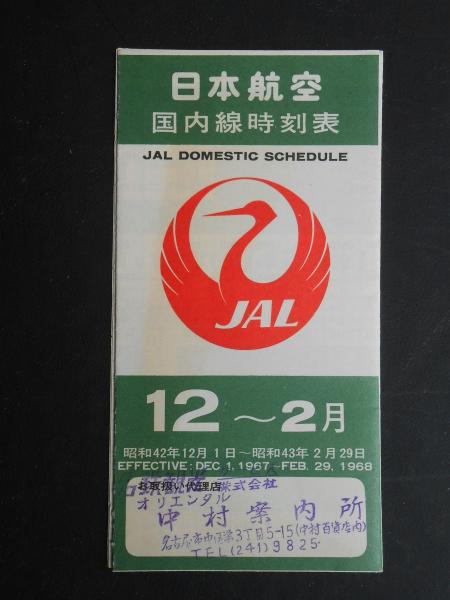 日本航空
国内線時刻表
JAL DOMESTIC SCHEDULE
JAL
12～2月
昭和42年12月1日～昭和43年2月29日
EFFECTIVE: DEC 1, 1967～FEB. 29, 1968
お取扱い代理店
株式会社
オリエンタル
中村案内所
名古屋市中区栄3丁目5-15(中村百貨店内)
TEL(241)9825